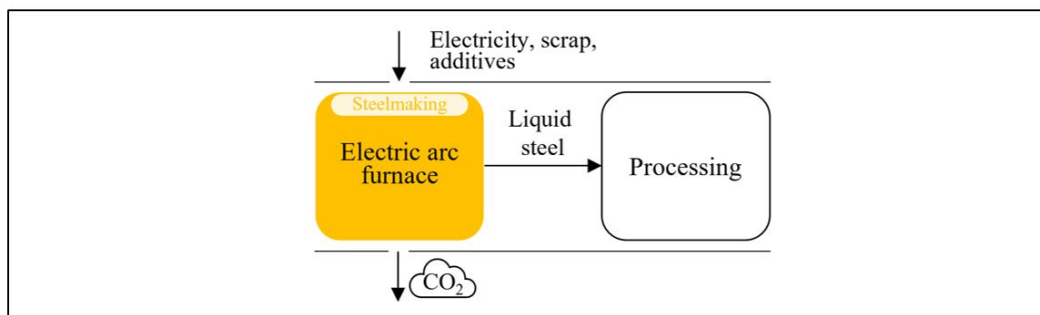 Electricity, scrap,
additives
Steelmaking
Electric arc
furnace
Liquid
steel
Processing
CO₂